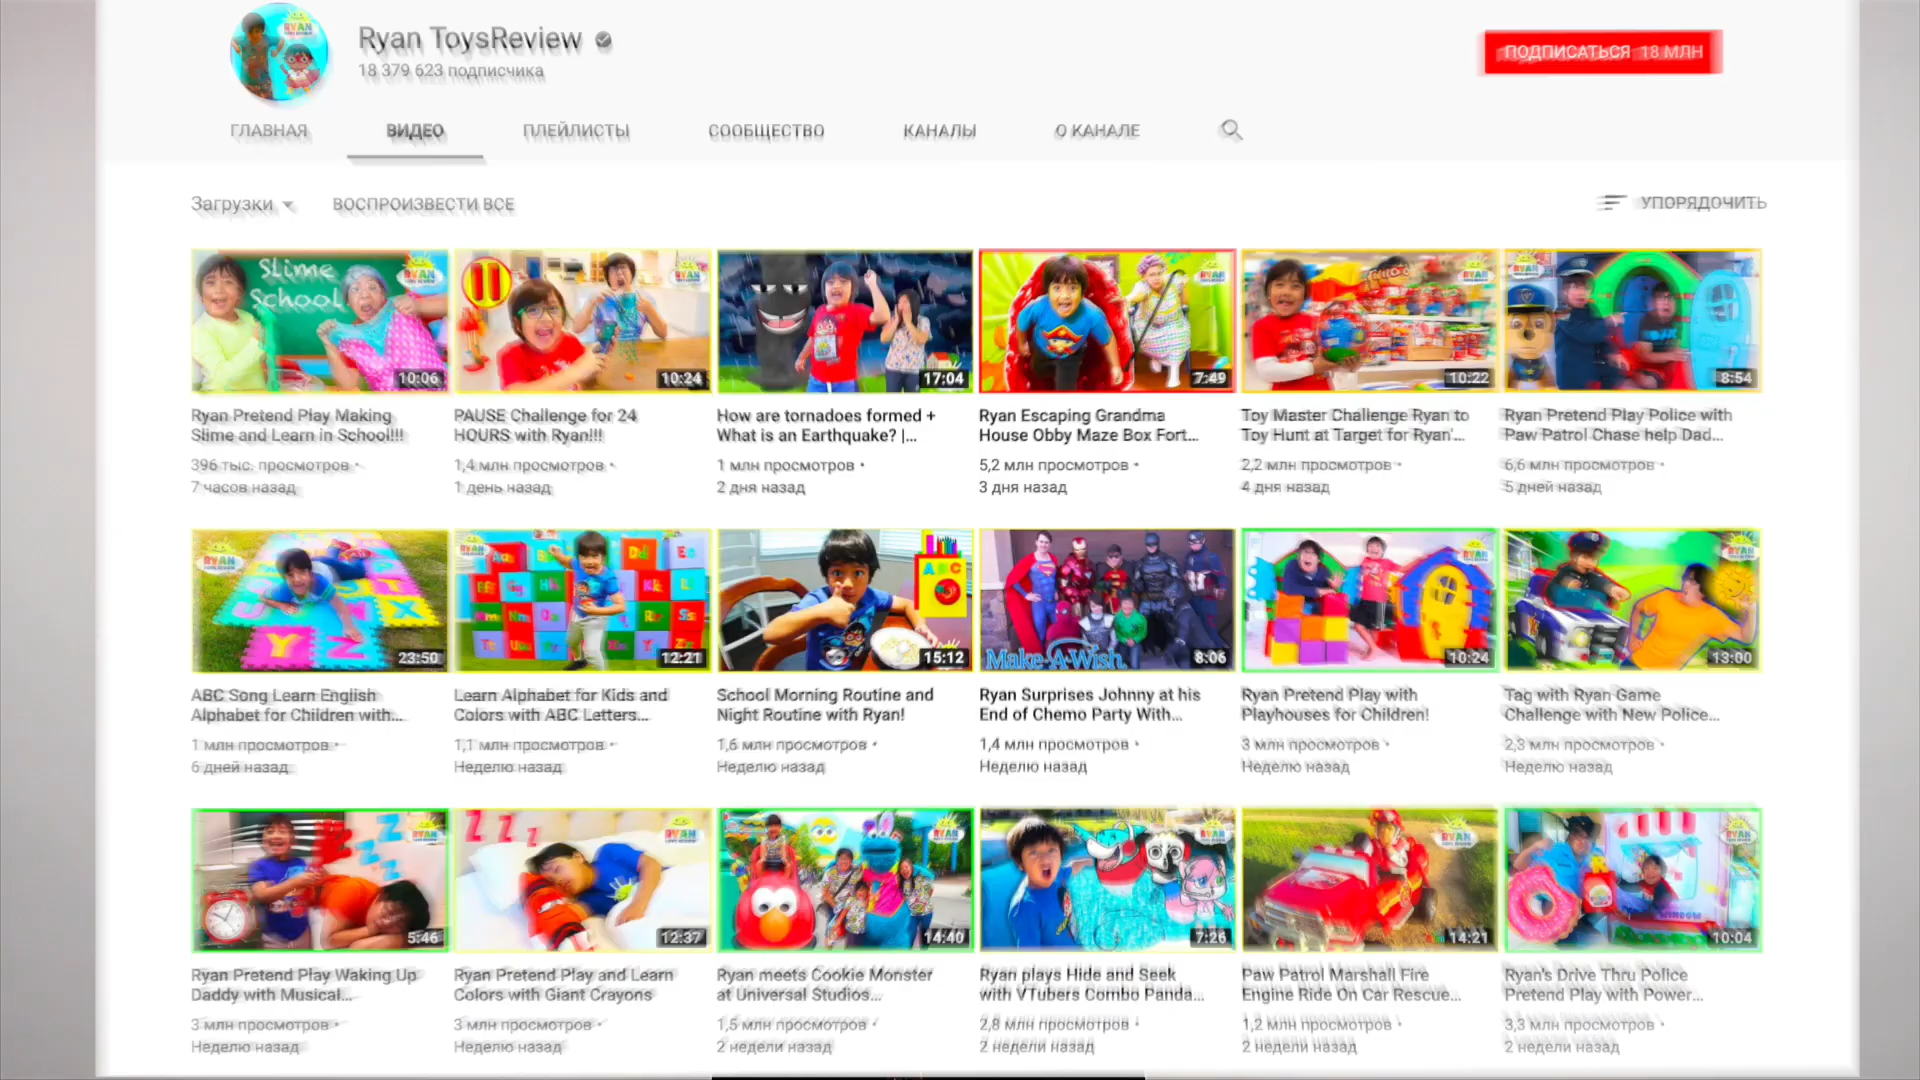 Ryan ToysReview
18 379 623 подписчика
ПОДПИСАТЬСЯ 18 МЛН
ГЛАВНАЯ
ВИДЕО
ПЛЕЙЛИСТЫ
СООБЩЕСТВО
КАНАЛЫ
О КАНАЛЕ
Загрузки
ВОСПРОИЗВЕСТИ ВСЕ
УПОРЯДОЧИТЬ
Slime
School
10:06
10:24
17:04
7:49
10:22
8:54
Ryan Pretend Play Making
Slime and Learn in School!!!
396 тыс. просмотров •
7 часов назад
PAUSE Challenge for 24
HOURS with Ryan!!!
1,4 млн просмотров •
1 день назад
How are tornadoes formed +
What is an Earthquake? |...
1 млн просмотров •
2 дня назад
Ryan Escaping Grandma
House Obby Maze Box Fort...
5,2 млн просмотров •
3 дня назад
Toy Master Challenge Ryan to
Toy Hunt at Target for Ryan'...
2,2 млн просмотров •
4 дня назад
Ryan Pretend Play Police with
Paw Patrol Chase help Dad...
6,6 млн просмотров •
5 дней назад
23:50
12:21
ABC
15:12
Make-A-Wish
8:06
10:24
13:00
ABC Song Learn English
Alphabet for Children with...
1 млн просмотров •
6 дней назад
Learn Alphabet for Kids and
Colors with ABC Letters...
1,1 млн просмотров •
Неделю назад
School Morning Routine and
Night Routine with Ryan!
1,6 млн просмотров •
Неделю назад
Ryan Surprises Johnny at his
End of Chemo Party With...
1,4 млн просмотров •
Неделю назад
Ryan Pretend Play with
Playhouses for Children!
3 млн просмотров •
Неделю назад
Tag with Ryan Game
Challenge with New Police...
2,3 млн просмотров •
Неделю назад
5:46
12:37
14:40
7:26
14:21
10:04
Ryan Pretend Play Waking Up
Daddy with Musical...
3 млн просмотров •
Неделю назад
Ryan Pretend Play and Learn
Colors with Giant Crayons
3 млн просмотров •
Неделю назад
Ryan meets Cookie Monster
at Universal Studios...
1,5 млн просмотров •
2 недели назад
Ryan plays Hide and Seek
with VTubers Combo Panda...
2,8 млн просмотров •
2 недели назад
Paw Patrol Marshall Fire
Engine Ride On Car Rescue...
1,2 млн просмотров •
2 недели назад
Ryan's Drive Thru Police
Pretend Play with Power...
3,3 млн просмотров •
2 недели назад